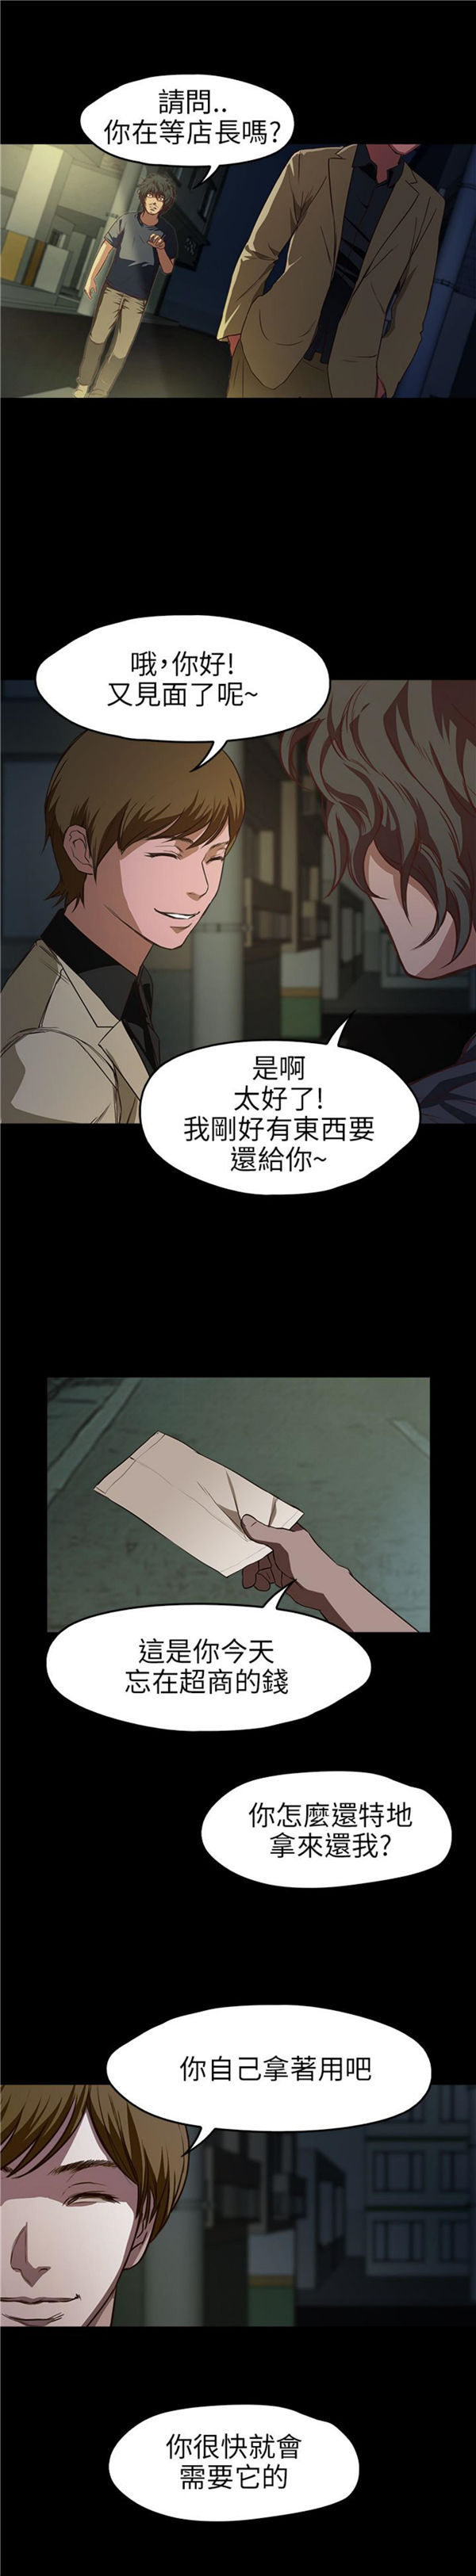 請問..
你在等店長嗎?
哦,你好!
又見面了呢~
是啊
太好了!
我剛好有東西要
還給你~
這是你今天
忘在超商的錢
你怎麼還特地
拿來還我?
你自己拿著用吧
你很快就會
需要它的